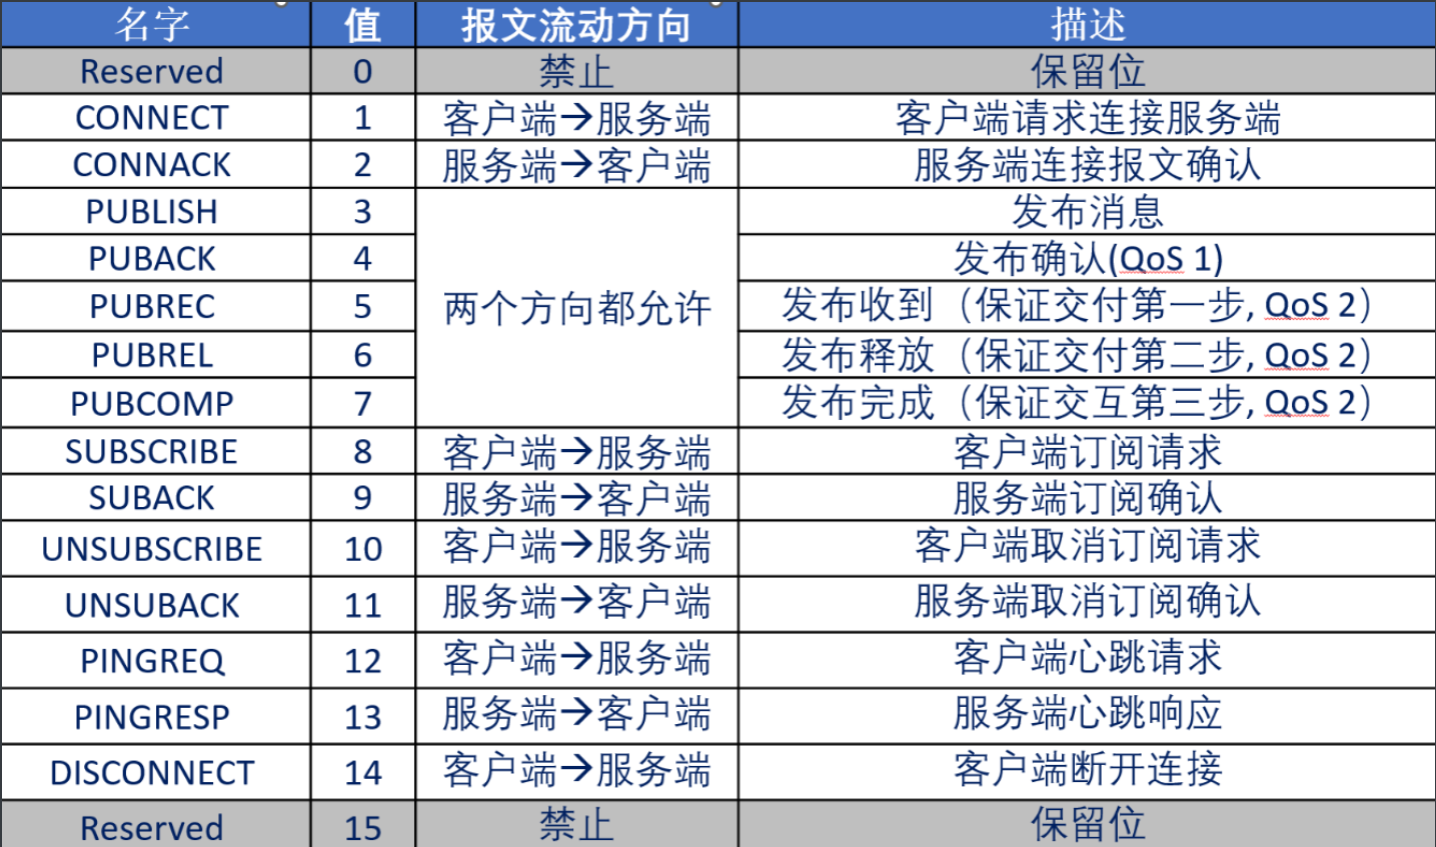 名字 值 报文流动方向 描述
Reserved 0 禁止 保留位
CONNECT 1 客户端→服务端 客户端请求连接服务端
CONNACK 2 服务端→客户端 服务端连接报文确认
PUBLISH 3 发布消息
PUBACK 4 发布确认(QoS 1)
PUBREC 5 两个方向都允许 发布收到（保证交付第一步, QoS 2）
PUBREL 6 发布释放（保证交付第二步, QoS 2）
PUBCOMP 7 发布完成（保证交互第三步, QoS 2）
SUBSCRIBE 8 客户端→服务端 客户端订阅请求
SUBACK 9 服务端→客户端 服务端订阅确认
UNSUBSCRIBE 10 客户端→服务端 客户端取消订阅请求
UNSUBACK 11 服务端→客户端 服务端取消订阅确认
PINGREQ 12 客户端→服务端 客户端心跳请求
PINGRESP 13 服务端→客户端 服务端心跳响应
DISCONNECT 14 客户端→服务端 客户端断开连接
Reserved 15 禁止 保留位